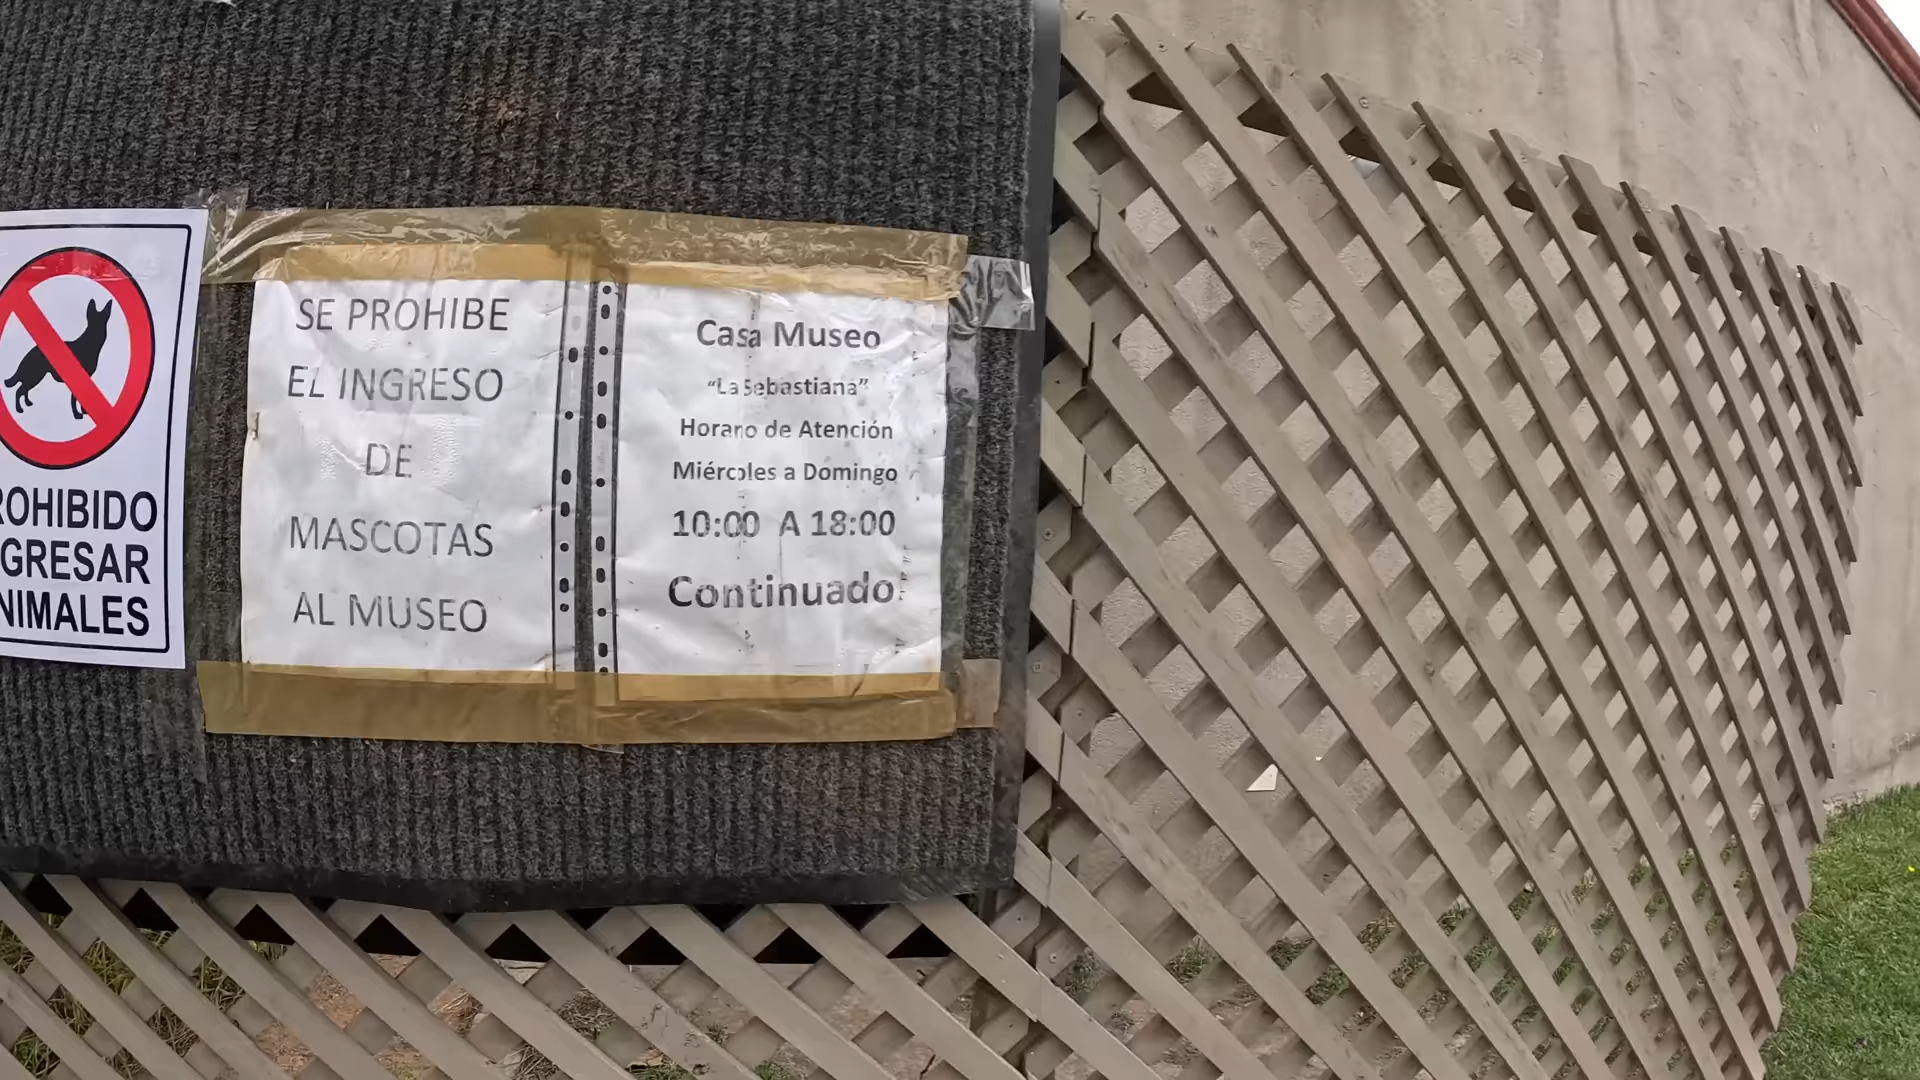 ROHIBIDO
GRESAR
NIMALES
SE PROHIBE
EL INGRESO
DE
MASCOTAS
AL MUSEO
Casa Museo
"La Sebastiana"
Horario de Atención
Miércoles a Domingo
10:00 A 18:00
Continuado